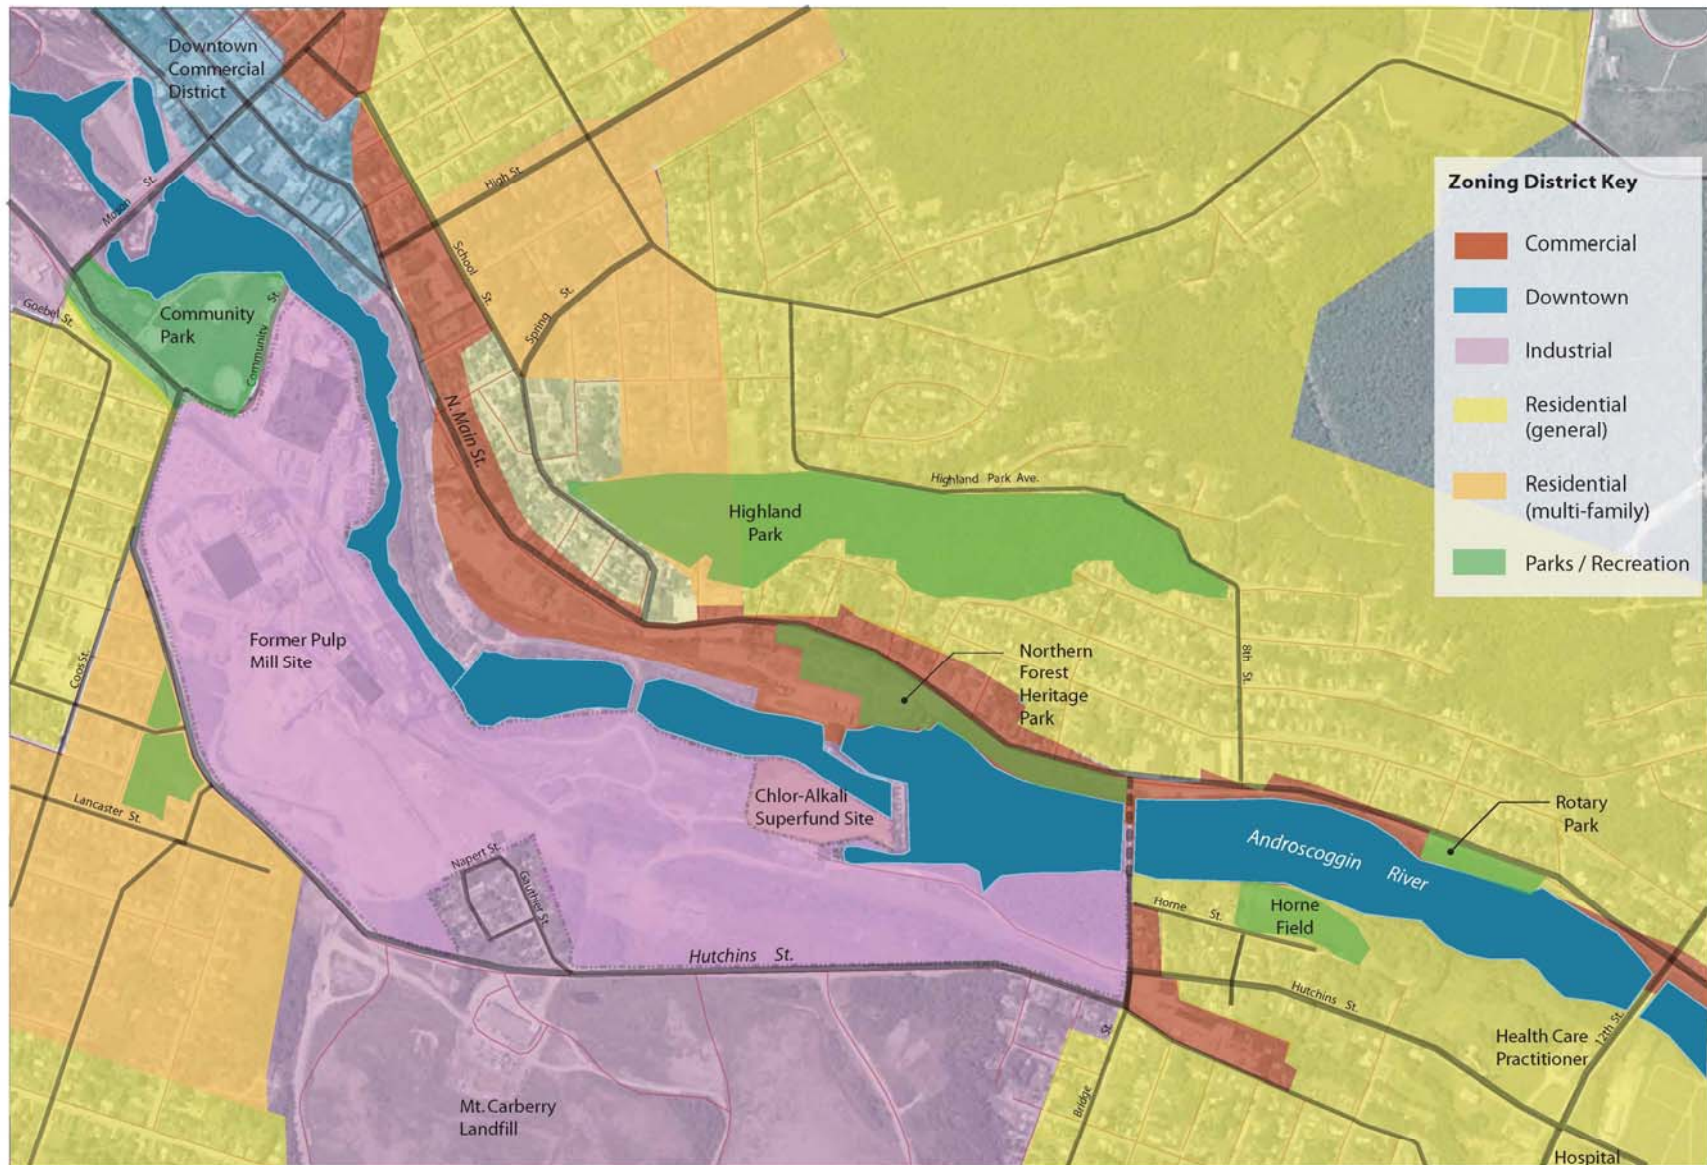 Downtown
Commercial
District
Mason St.
High St.
School St.
Spring St.
Goebel St.
Community
Park
Community St.
N. Main St.
Highland Park Ave.
Highland
Park
Zoning District Key
Commercial
Downtown
Industrial
Residential
(general)
Residential
(multi-family)
Parks / Recreation
Former Pulp
Mill Site
Coos St.
Northern
Forest
Heritage
Park
8th St.
Lancaster St.
Chlor-Alkali
Superfund Site
Rotary
Park
Androscoggin River
Napert St.
Gauthier St.
Horne St.
Horne
Field
Hutchins St.
Hutchins St.
12th St.
Health Care
Practitioner
Bridge St.
Mt. Carberry
Landfill
Hospital